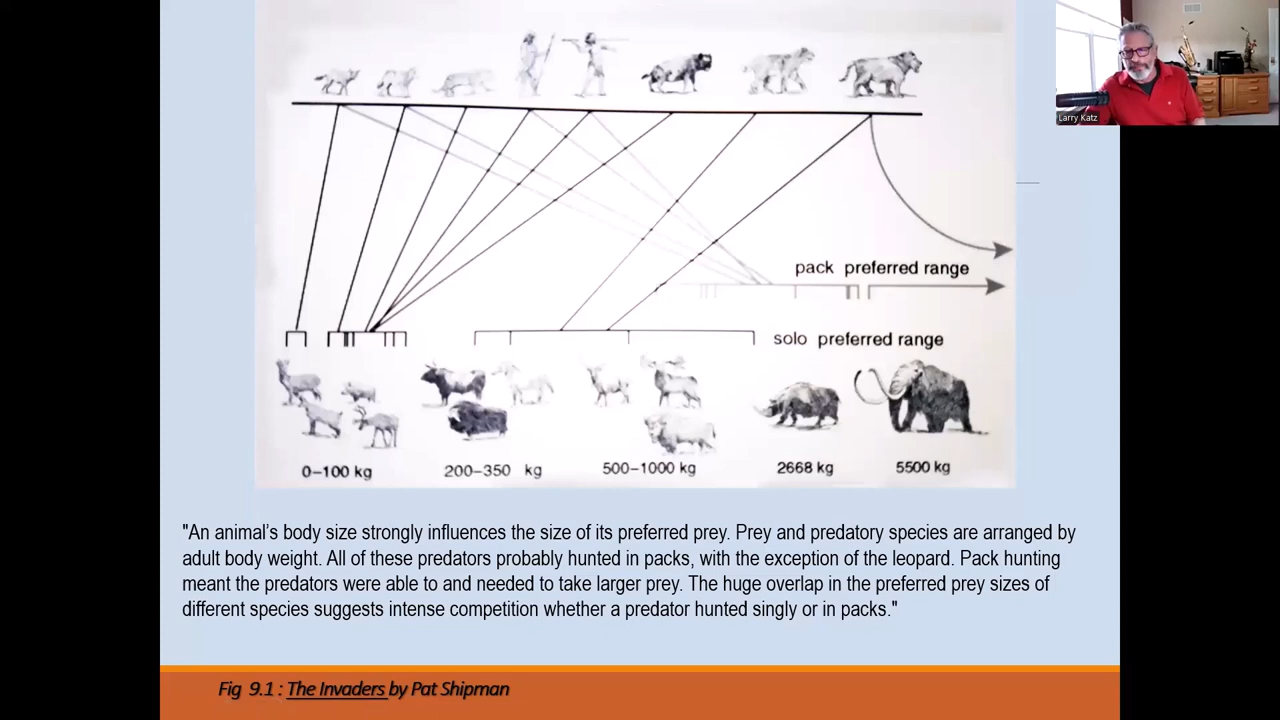 Larry Katz
pack preferred range
solo preferred range
0–100 kg
200–350 kg
500–1000 kg
2668 kg
5500 kg
"An animal's body size strongly influences the size of its preferred prey. Prey and predatory species are arranged by
adult body weight. All of these predators probably hunted in packs, with the exception of the leopard. Pack hunting
meant the predators were able to and needed to take larger prey. The huge overlap in the preferred prey sizes of
different species suggests intense competition whether a predator hunted singly or in packs."
Fig 9.1 : The Invaders by Pat Shipman